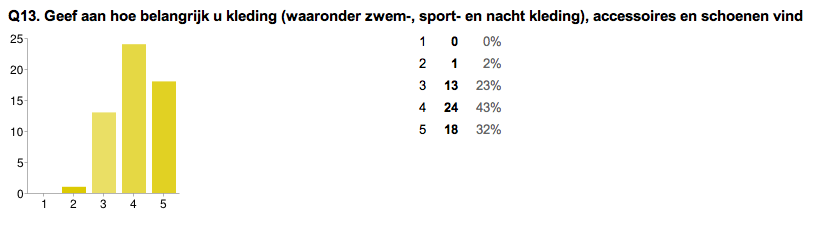 Q13. Geef aan hoe belangrijk u kleding (waaronder zwem-, sport- en nacht kleding), accessoires en schoenen vind
25
20
15
10
5
0
1 2 3 4 5
1 0 0%
2 1 2%
3 13 23%
4 24 43%
5 18 32%